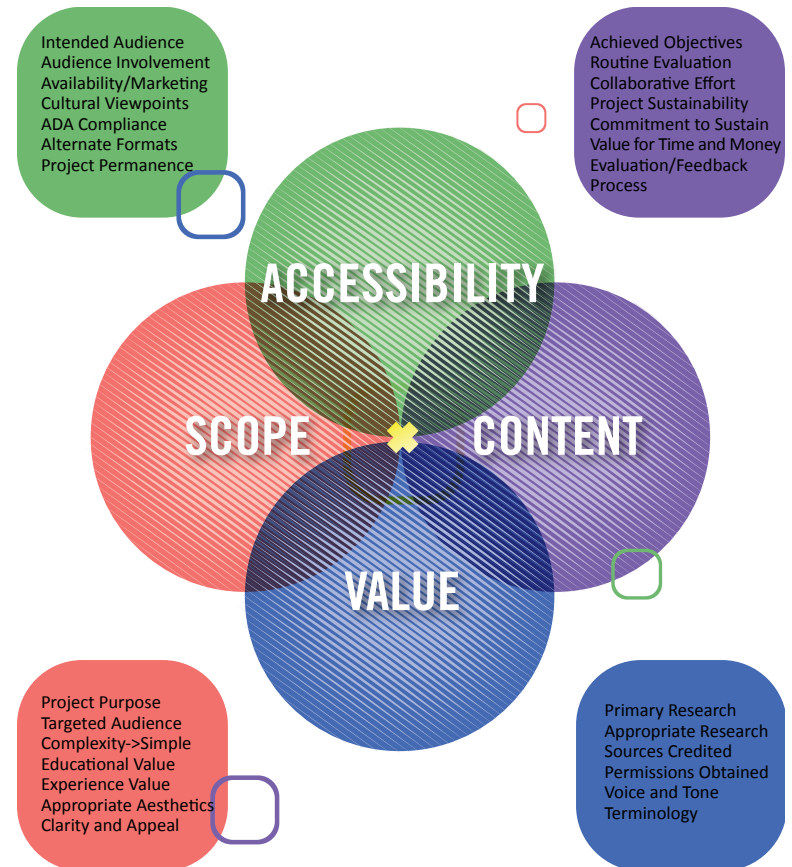 Intended Audience
Audience Involvement
Availability/Marketing
Cultural Viewpoints
ADA Compliance
Alternate Formats
Project Permanence
Achieved Objectives
Routine Evaluation
Collaborative Effort
Project Sustainability
Commitment to Sustain
Value for Time and Money
Evaluation/Feedback
Process
ACCESSIBILITY
SCOPE
CONTENT
VALUE
Project Purpose
Targeted Audience
Complexity->Simple
Educational Value
Experience Value
Appropriate Aesthetics
Clarity and Appeal
Primary Research
Appropriate Research
Sources Credited
Permissions Obtained
Voice and Tone
Terminology